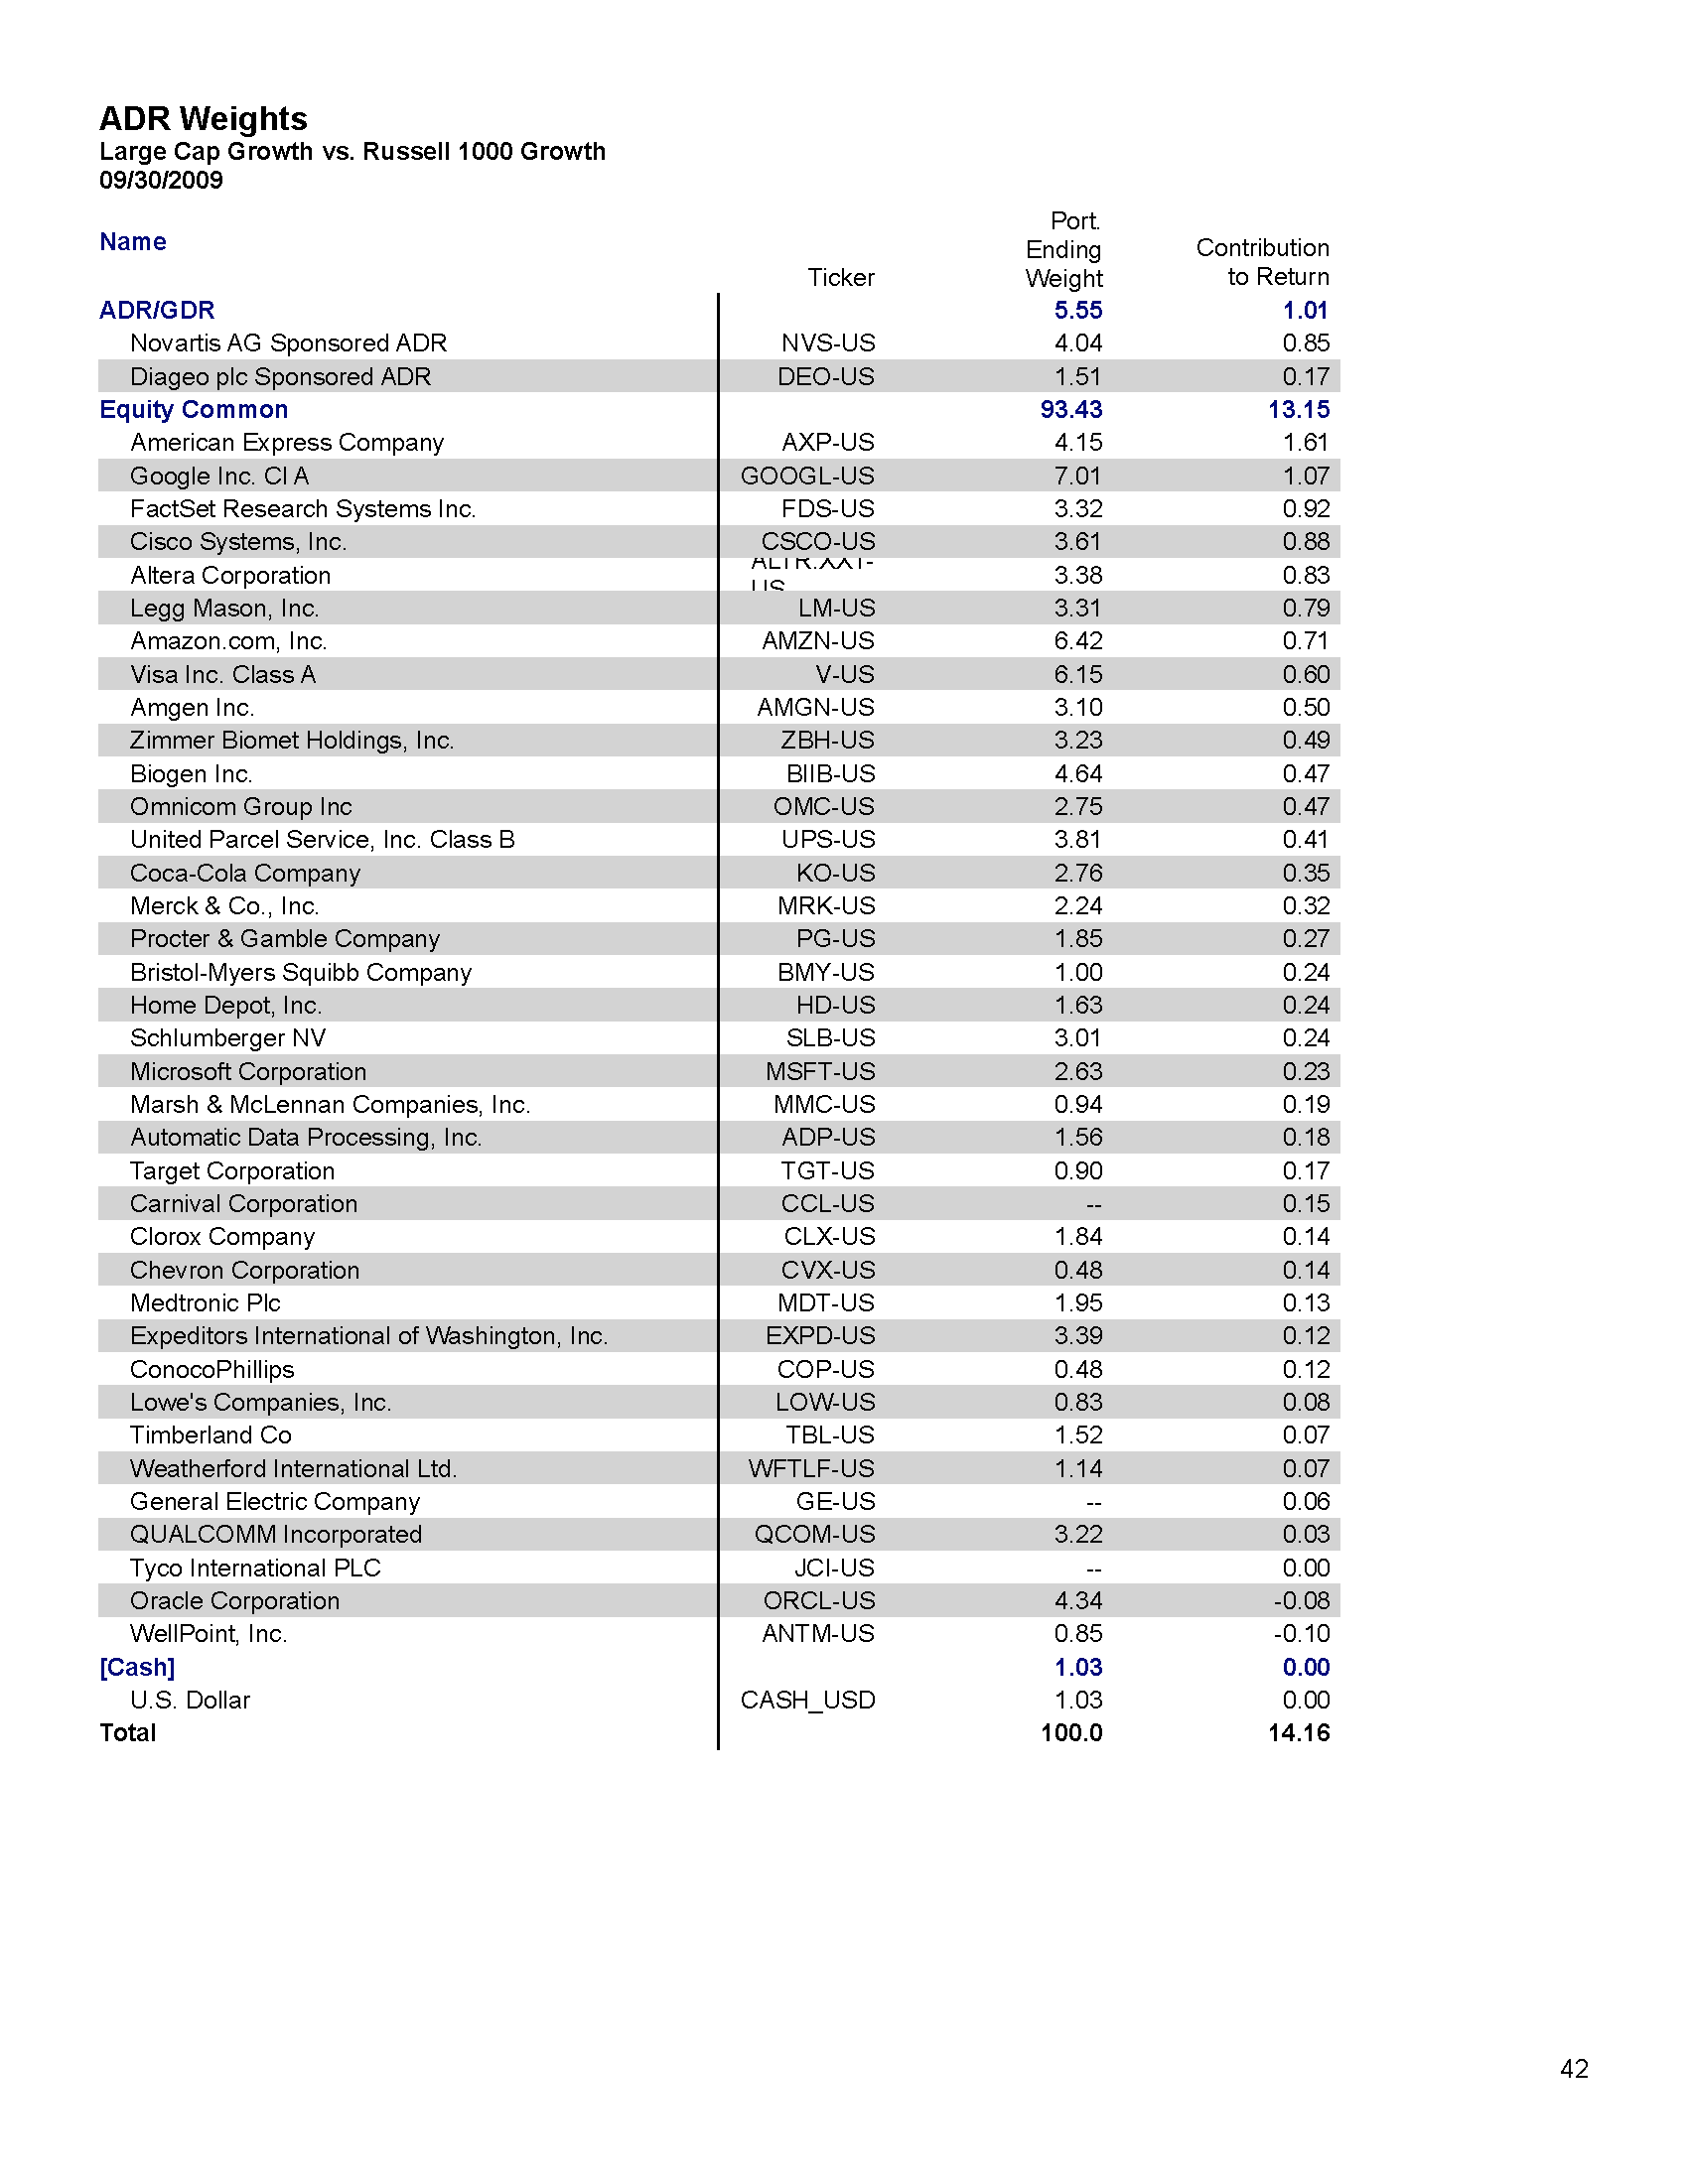 ADR Weights
Large Cap Growth vs. Russell 1000 Growth
09/30/2009
Name Ticker Port. Ending Weight Contribution to Return
ADR/GDR 5.55 1.01
Novartis AG Sponsored ADR NVS-US 4.04 0.85
Diageo plc Sponsored ADR DEO-US 1.51 0.17
Equity Common 93.43 13.15
American Express Company AXP-US 4.15 1.61
Google Inc. Cl A GOOGL-US 7.01 1.07
FactSet Research Systems Inc. FDS-US 3.32 0.92
Cisco Systems, Inc. CSCO-US 3.61 0.88
Altera Corporation 3.38 0.83
Legg Mason, Inc. LM-US 3.31 0.79
Amazon.com, Inc. AMZN-US 6.42 0.71
Visa Inc. Class A V-US 6.15 0.60
Amgen Inc. AMGN-US 3.10 0.50
Zimmer Biomet Holdings, Inc. ZBH-US 3.23 0.49
Biogen Inc. BIIB-US 4.64 0.47
Omnicom Group Inc OMC-US 2.75 0.47
United Parcel Service, Inc. Class B UPS-US 3.81 0.41
Coca-Cola Company KO-US 2.76 0.35
Merck & Co., Inc. MRK-US 2.24 0.32
Procter & Gamble Company PG-US 1.85 0.27
Bristol-Myers Squibb Company BMY-US 1.00 0.24
Home Depot, Inc. HD-US 1.63 0.24
Schlumberger NV SLB-US 3.01 0.24
Microsoft Corporation MSFT-US 2.63 0.23
Marsh & McLennan Companies, Inc. MMC-US 0.94 0.19
Automatic Data Processing, Inc. ADP-US 1.56 0.18
Target Corporation TGT-US 0.90 0.17
Carnival Corporation CCL-US -- 0.15
Clorox Company CLX-US 1.84 0.14
Chevron Corporation CVX-US 0.48 0.14
Medtronic Plc MDT-US 1.95 0.13
Expeditors International of Washington, Inc. EXPD-US 3.39 0.12
ConocoPhillips COP-US 0.48 0.12
Lowe's Companies, Inc. LOW-US 0.83 0.08
Timberland Co TBL-US 1.52 0.07
Weatherford International Ltd. WFTLF-US 1.14 0.07
General Electric Company GE-US -- 0.06
QUALCOMM Incorporated QCOM-US 3.22 0.03
Tyco International PLC JCI-US -- 0.00
Oracle Corporation ORCL-US 4.34 -0.08
WellPoint, Inc. ANTM-US 0.85 -0.10
[Cash] 1.03 0.00
U.S. Dollar CASH_USD 1.03 0.00
Total 100.0 14.16
42